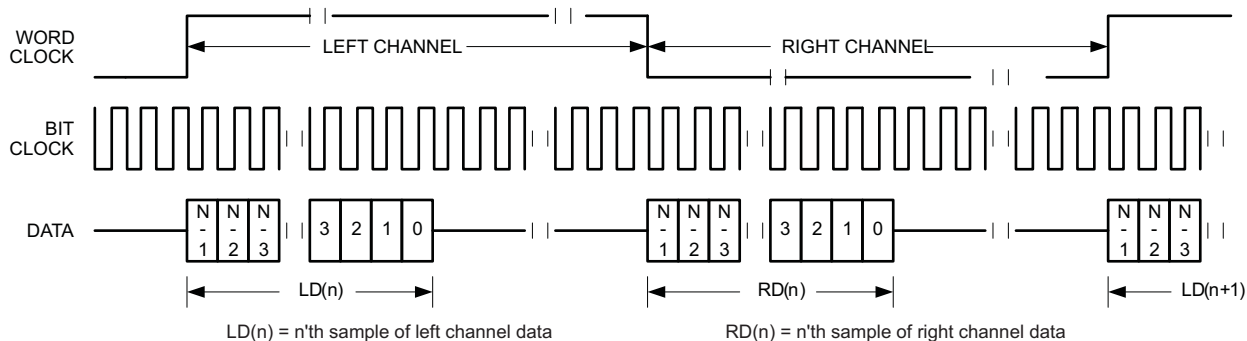 WORD
CLOCK
LEFT CHANNEL
RIGHT CHANNEL
BIT
CLOCK
DATA
N
-
1
N
-
2
N
-
3
3 2 1 0
N
-
1
N
-
2
N
-
3
3 2 1 0
N
-
1
N
-
2
N
-
3
LD(n)
RD(n)
LD(n+1)
LD(n) = n'th sample of left channel data
RD(n) = n'th sample of right channel data